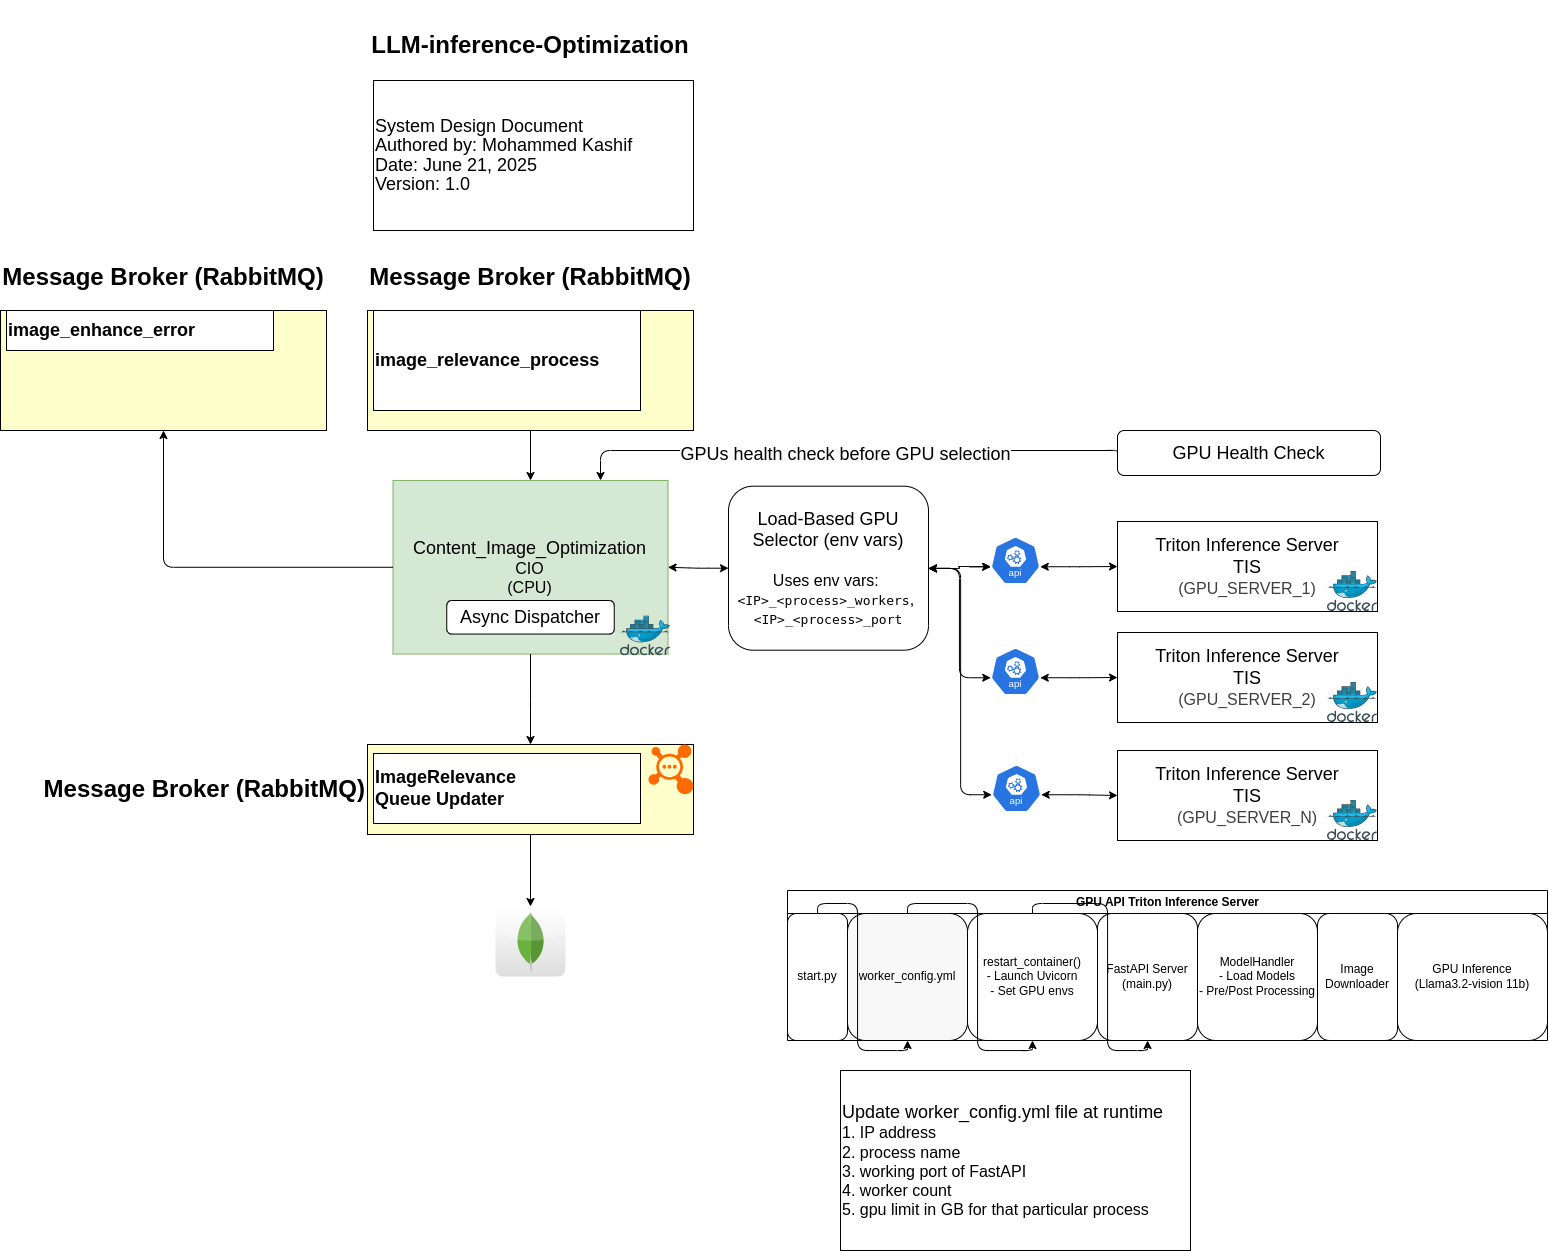 LLM-inference-Optimization
System Design Document
Authored by: Mohammed Kashif
Date: June 21, 2025
Version: 1.0
Message Broker (RabbitMQ)
Message Broker (RabbitMQ)
image_enhance_error
image_relevance_process
GPUs health check before GPU selection
GPU Health Check
Content_Image_Optimization
CIO
(CPU)
Async Dispatcher
docker
Load-Based GPU
Selector (env vars)
Uses env vars:
<IP>_<process>_workers,
<IP>_<process>_port
api
Triton Inference Server
TIS
(GPU_SERVER_1)
docker
api
Triton Inference Server
TIS
(GPU_SERVER_2)
docker
api
Triton Inference Server
TIS
(GPU_SERVER_N)
docker
Message Broker (RabbitMQ)
ImageRelevance
Queue Updater
GPU API Triton Inference Server
start.py
worker_config.yml
restart_container()
- Launch Uvicorn
- Set GPU envs
FastAPI Server
(main.py)
ModelHandler
- Load Models
- Pre/Post Processing
Image
Downloader
GPU Inference
(Llama3.2-vision 11b)
Update worker_config.yml file at runtime
1. IP address
2. process name
3. working port of FastAPI
4. worker count
5. gpu limit in GB for that particular process